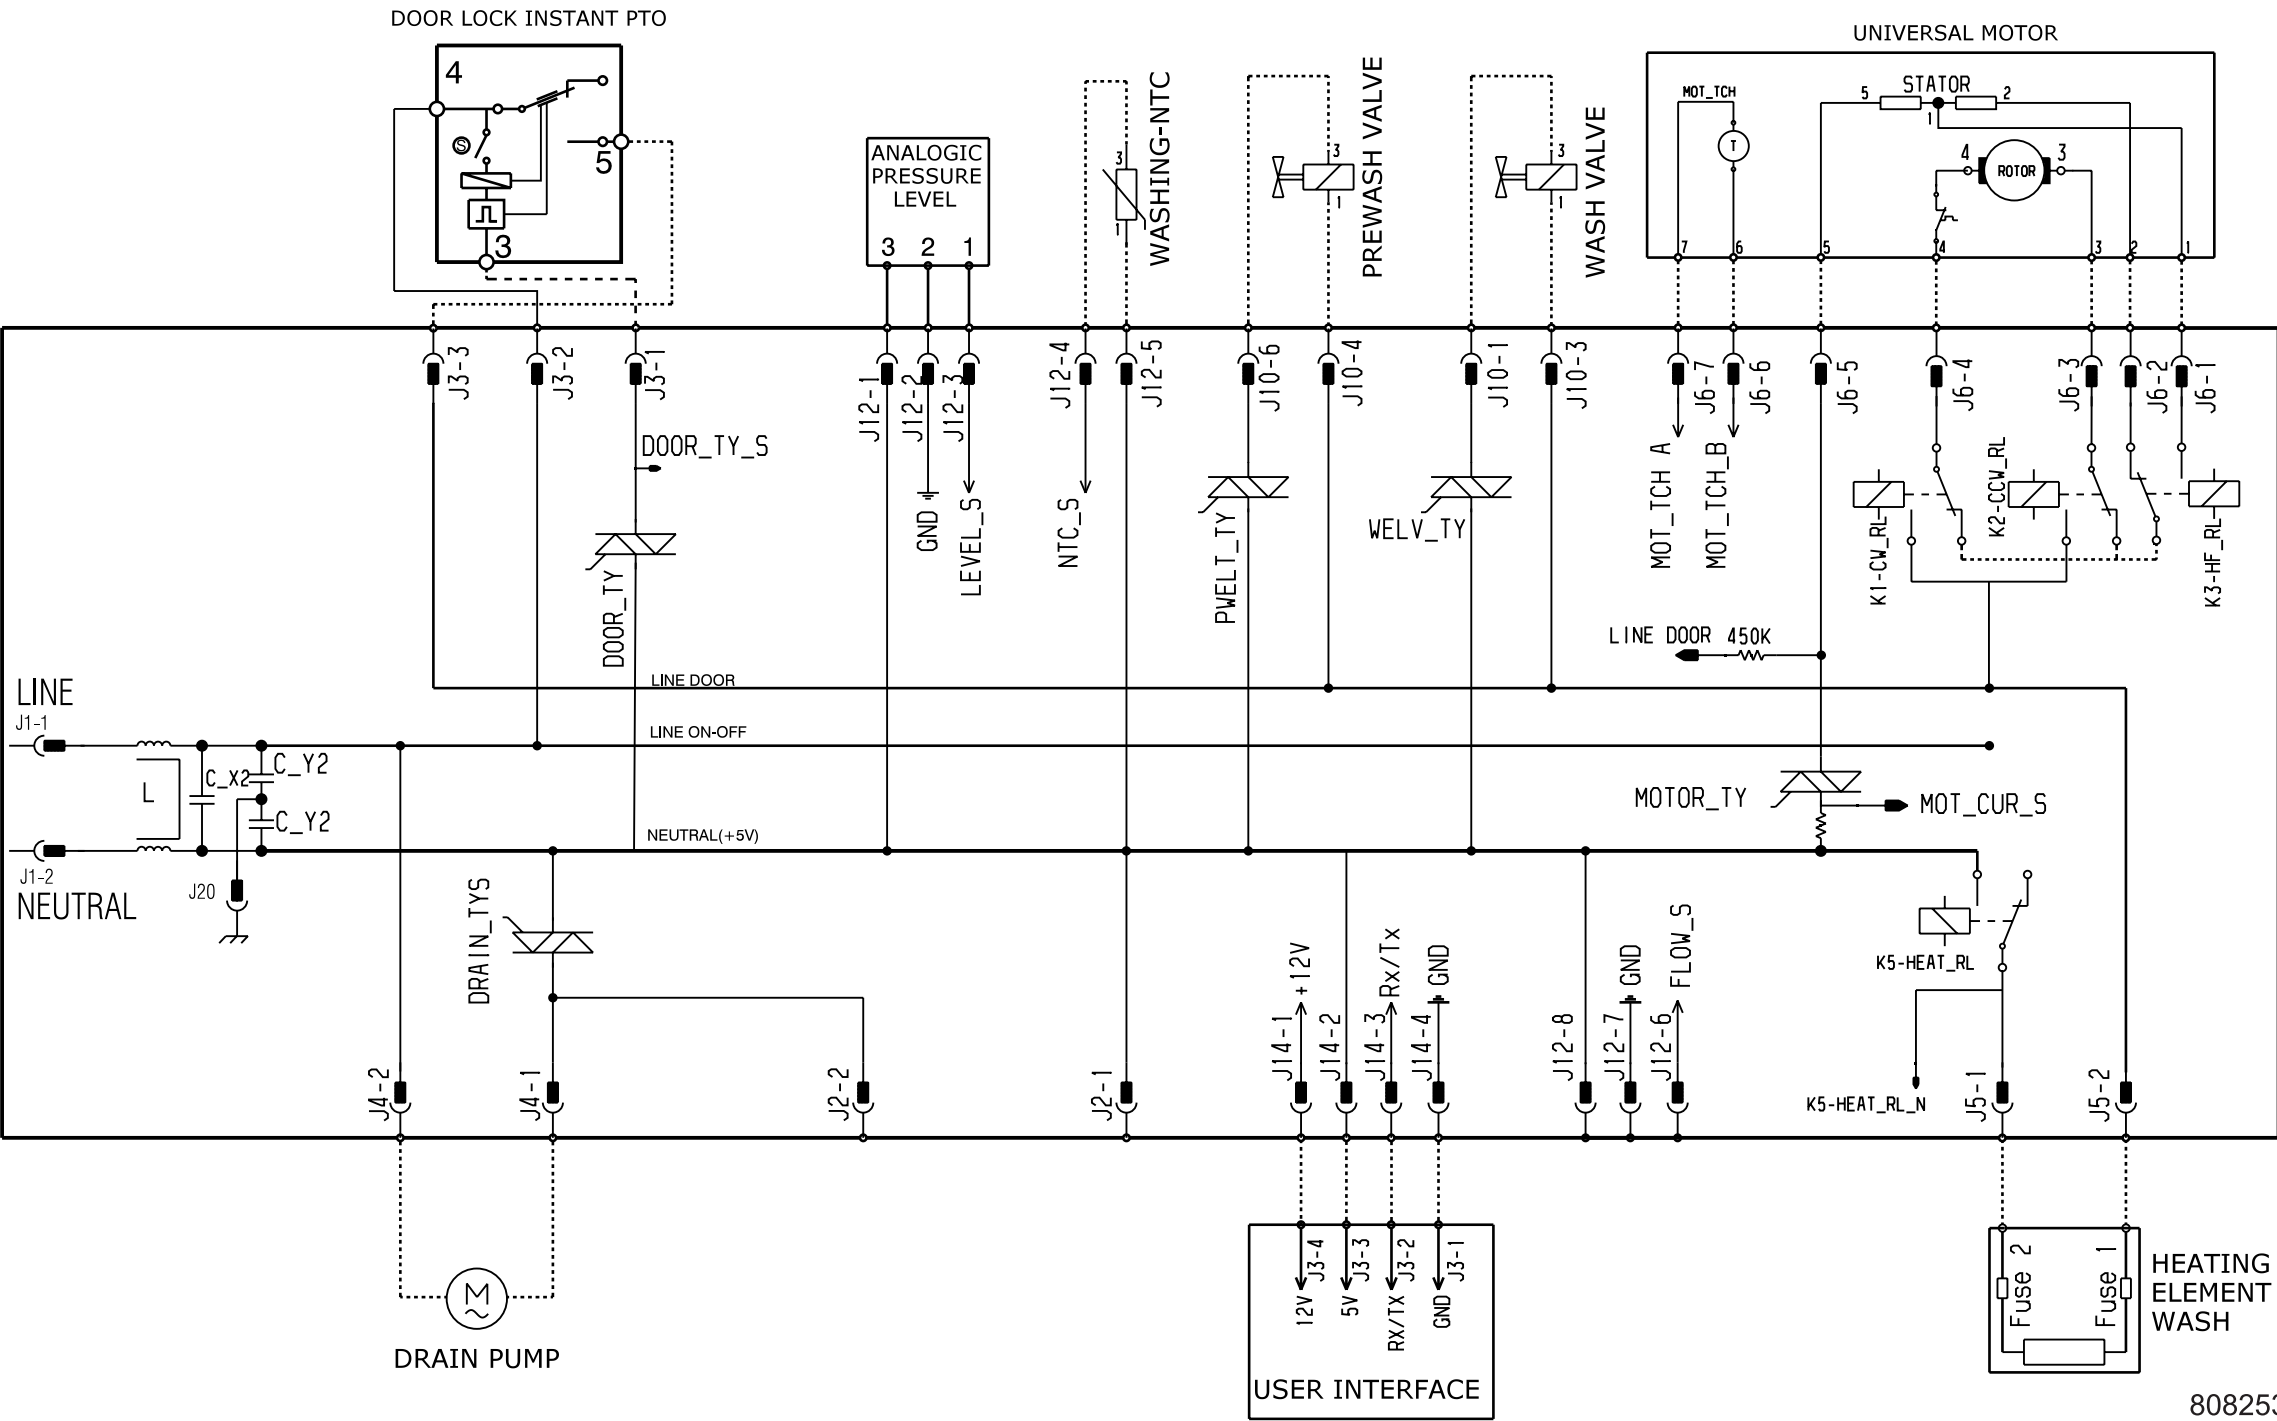 DOOR LOCK INSTANT PTO
4
S
5
3
ANALOGIC
PRESSURE
LEVEL
3 2 1
3
1
WASHING-NTC
3
1
PREWASH VALVE
3
1
WASH VALVE
UNIVERSAL MOTOR
MOT_TCH
T
STATOR
5
2
1
4
ROTOR
3
7 6 5 4 3 2 1
J3-3
J3-2
J3-1
J12-1
J12-2
J12-3
J12-4
J12-5
J10-6
J10-4
J10-1
J10-3
J6-7
J6-6
J6-5
J6-4
J6-3
J6-2
J6-1
DOOR_TY_S
DOOR_TY
GND
LEVEL_S
NTC_S
PWELT_TY
WELV_TY
MOT_TCH A
MOT_TCH_B
K1-CW_RL
K2-CCW_RL
K3-HF_RL
LINE DOOR 450K
LINE DOOR
LINE
J1-1
LINE ON-OFF
L
C_X2
C_Y2
C_Y2
MOTOR_TY
MOT_CUR_S
NEUTRAL(+5V)
J1-2
NEUTRAL
J20
DRAIN_TYS
K5-HEAT_RL
K5-HEAT_RL_N
+12V
Rx/Tx
GND
GND
FLOW_S
J4-2
J4-1
J2-2
J2-1
J14-1
J14-2
J14-3
J14-4
J12-8
J12-7
J12-6
J5-1
J5-2
M
DRAIN PUMP
J3-4
J3-3
J3-2
J3-1
12V
5V
RX/TX
GND
USER INTERFACE
Fuse 2
Fuse 1
HEATING
ELEMENT
WASH